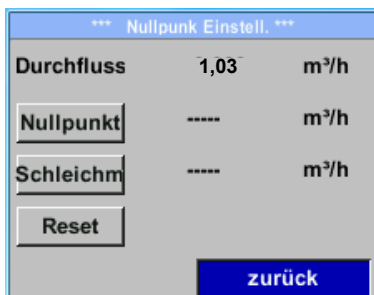 *** Nullpunk Einstell. ***
Durchfluss 1,03 m³/h
Nullpunkt ----- m³/h
Schleichm ----- m³/h
Reset
zurück